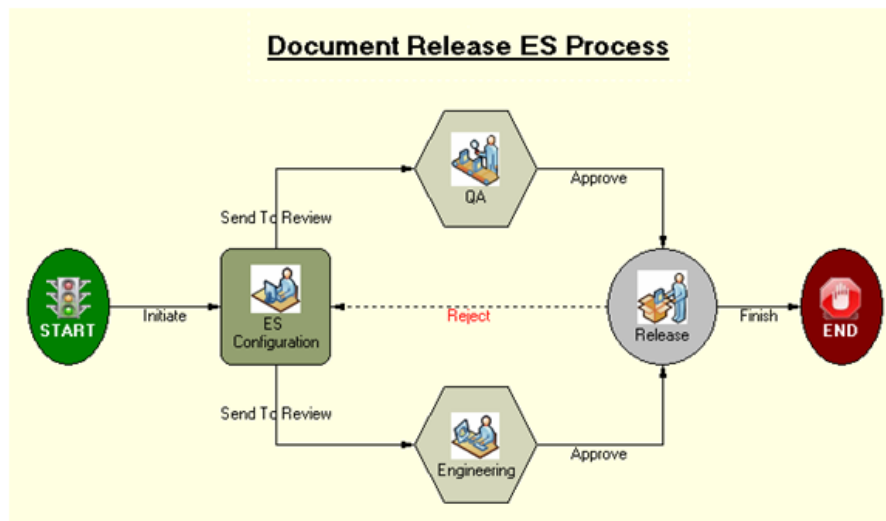 Document Release ES Process
QA
Approve
Send To Review
START
Initiate
ES
Configuration
Reject
Release
Finish
END
Send To Review
Engineering
Approve